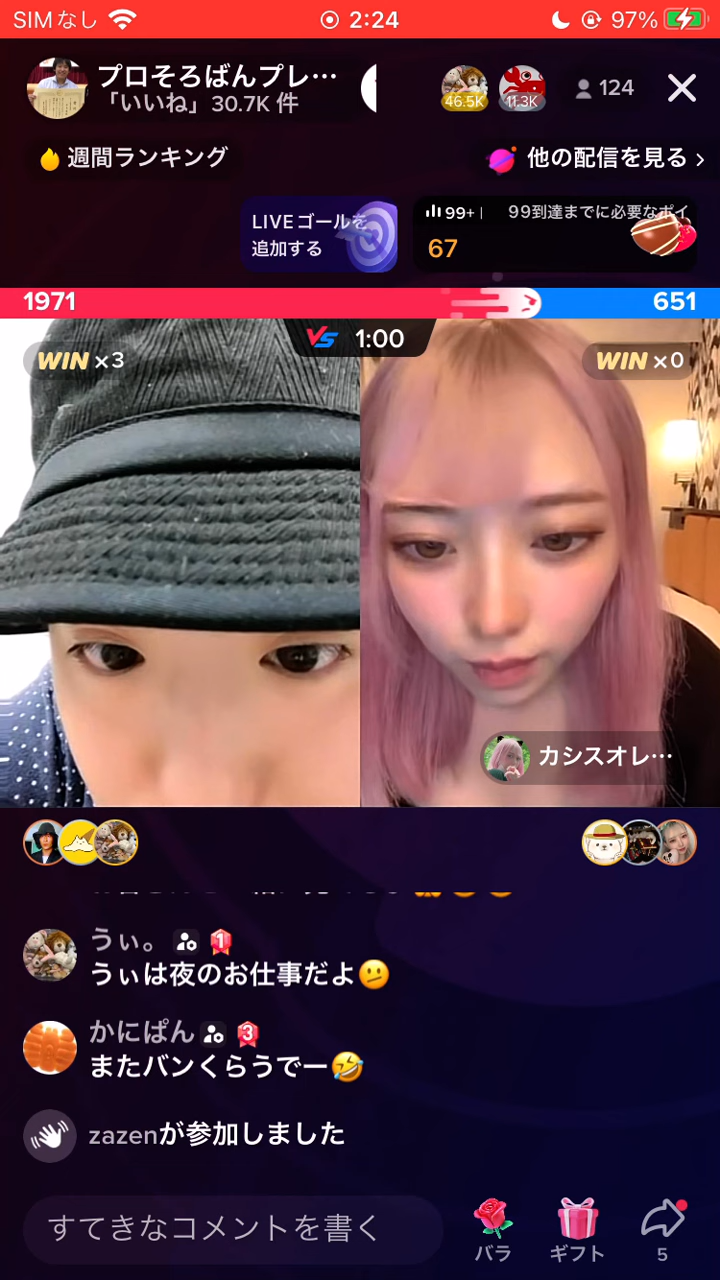 SIMなし 2:24 97%
プロそろばんプレ… 46.5K 11.3K 124
「いいね」30.7K 件
週間ランキング 他の配信を見る
LIVEゴールを追加する
99+ 99到達までに必要なポイ
67
1971 651
VS 1:00
WIN x3 WIN x0
カシスオレ…
うぃ。 1
うぃは夜のお仕事だよ🫤
かにぱん 3
またバンくらうでー🤣
zazenが参加しました
すてきなコメントを書く
バラ ギフト 5